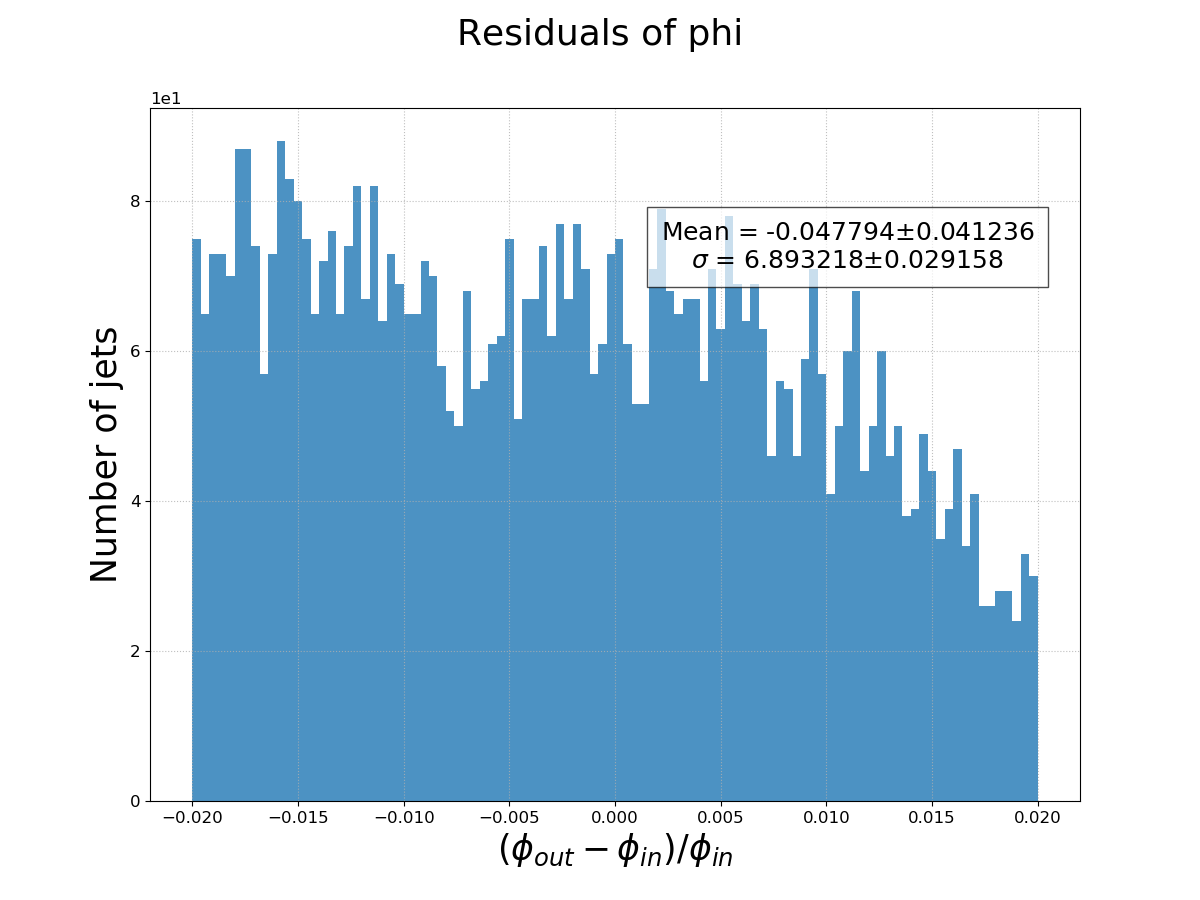 Residuals of phi
1e1
8
6
4
2
0
Number of jets
Mean = -0.047794±0.041236
σ = 6.893218±0.029158
−0.020 −0.015 −0.010 −0.005 0.000 0.005 0.010 0.015 0.020
(ϕout − ϕin)/ϕin